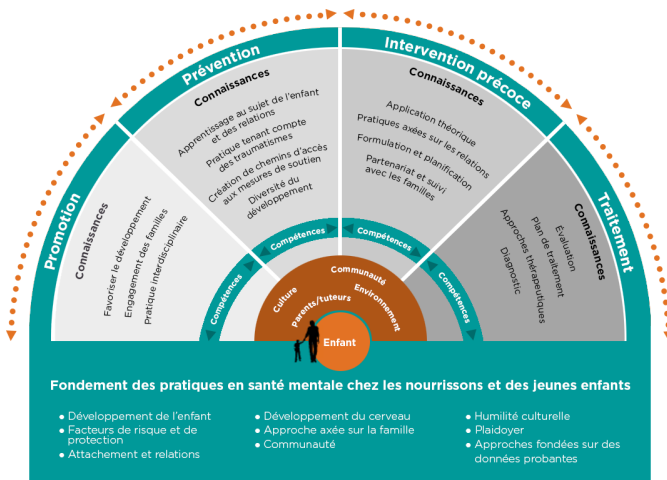 Promotion
Connaissances
Favoriser le développement
Engagement des familles
Pratique interdisciplinaire
Compétences
Prévention
Connaissances
Apprentissage au sujet de l'enfant
et des relations
Pratique tenant compte
des traumatismes
Création de chemins d'accès
aux mesures de soutien
Diversité du
développement
Compétences
Intervention précoce
Connaissances
Application théorique
Pratiques axées sur les relations
Formulation et planification
Partenariat et suivi
avec les familles
Compétences
Traitement
Connaissances
Évaluation
Plan de traitement
Approches thérapeutiques
Diagnostic
Compétences
Culture
Communauté
Environnement
Parents/tuteurs
Enfant
Fondement des pratiques en santé mentale chez les nourrissons et des jeunes enfants
• Développement de l'enfant
• Facteurs de risque et de
protection
• Attachement et relations
• Développement du cerveau
• Approche axée sur la famille
• Communauté
• Humilité culturelle
• Plaidoyer
• Approches fondées sur des
données probantes